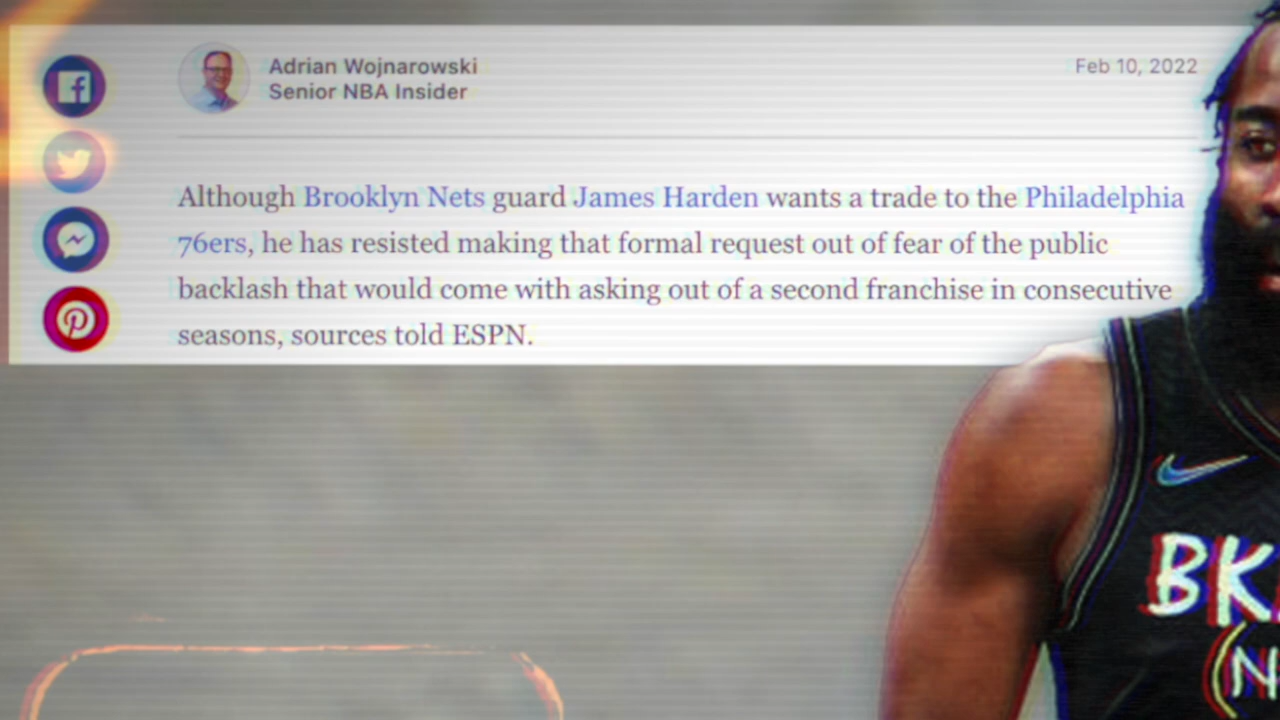 Adrian Wojnarowski
Feb 10, 2022
Senior NBA Insider
Although Brooklyn Nets guard James Harden wants a trade to the Philadelphia
76ers, he has resisted making that formal request out of fear of the public
backlash that would come with asking out of a second franchise in consecutive
seasons, sources told ESPN.
BK
(N